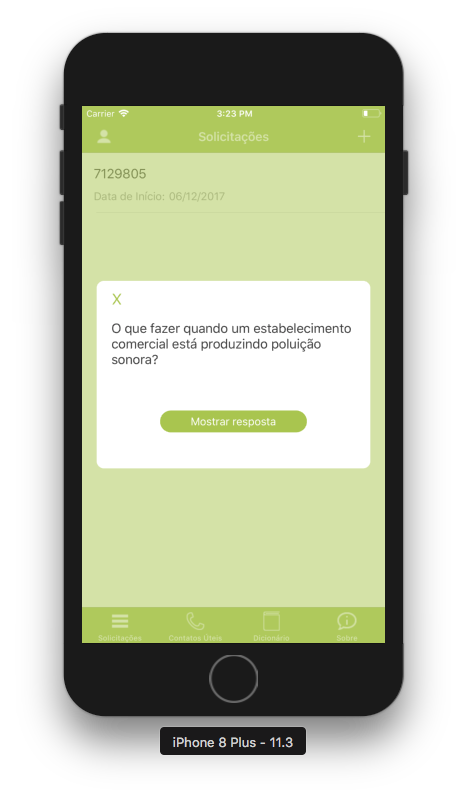 Carrier 3:23 PM
Solicitações
7129805
Data de Início: 06/12/2017
X
O que fazer quando um estabelecimento
comercial está produzindo poluição
sonora?
Mostrar resposta
Solicitações Contatos Úteis Dicionário Sobre
iPhone 8 Plus - 11.3